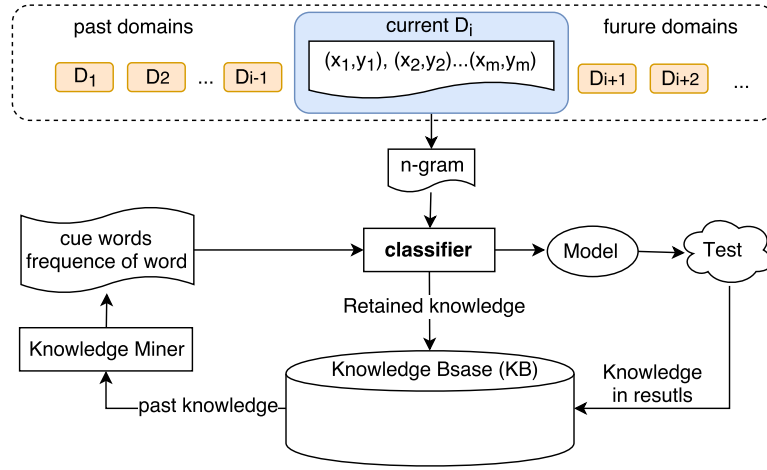 past domains
current Di
furure domains
(x1,y1), (x2,y2)...(xm,ym)
D1 D2 ... Di-1
Di+1 Di+2 ...
n-gram
cue words
frequence of word
classifier
Model
Test
Retained knowledge
Knowledge Miner
Knowledge Bsase (KB)
Knowledge
in resutls
past knowledge